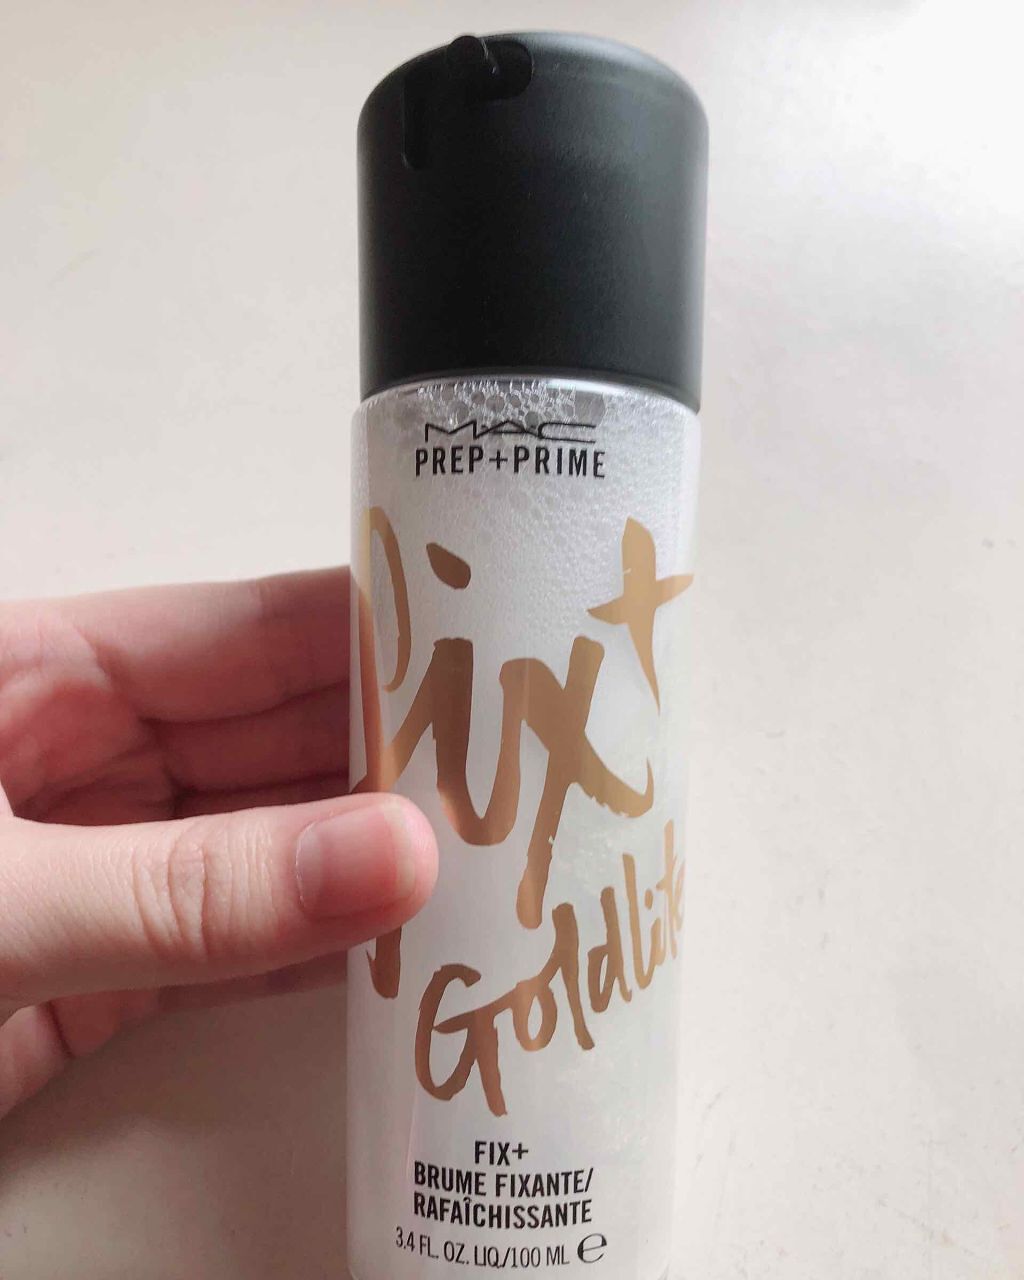 MAC
PREP+PRIME
fix+
Goldlite
FIX+
BRUME FIXANTE/
RAFAÎCHISSANTE
3.4 FL. OZ. LIQ./100 ML e